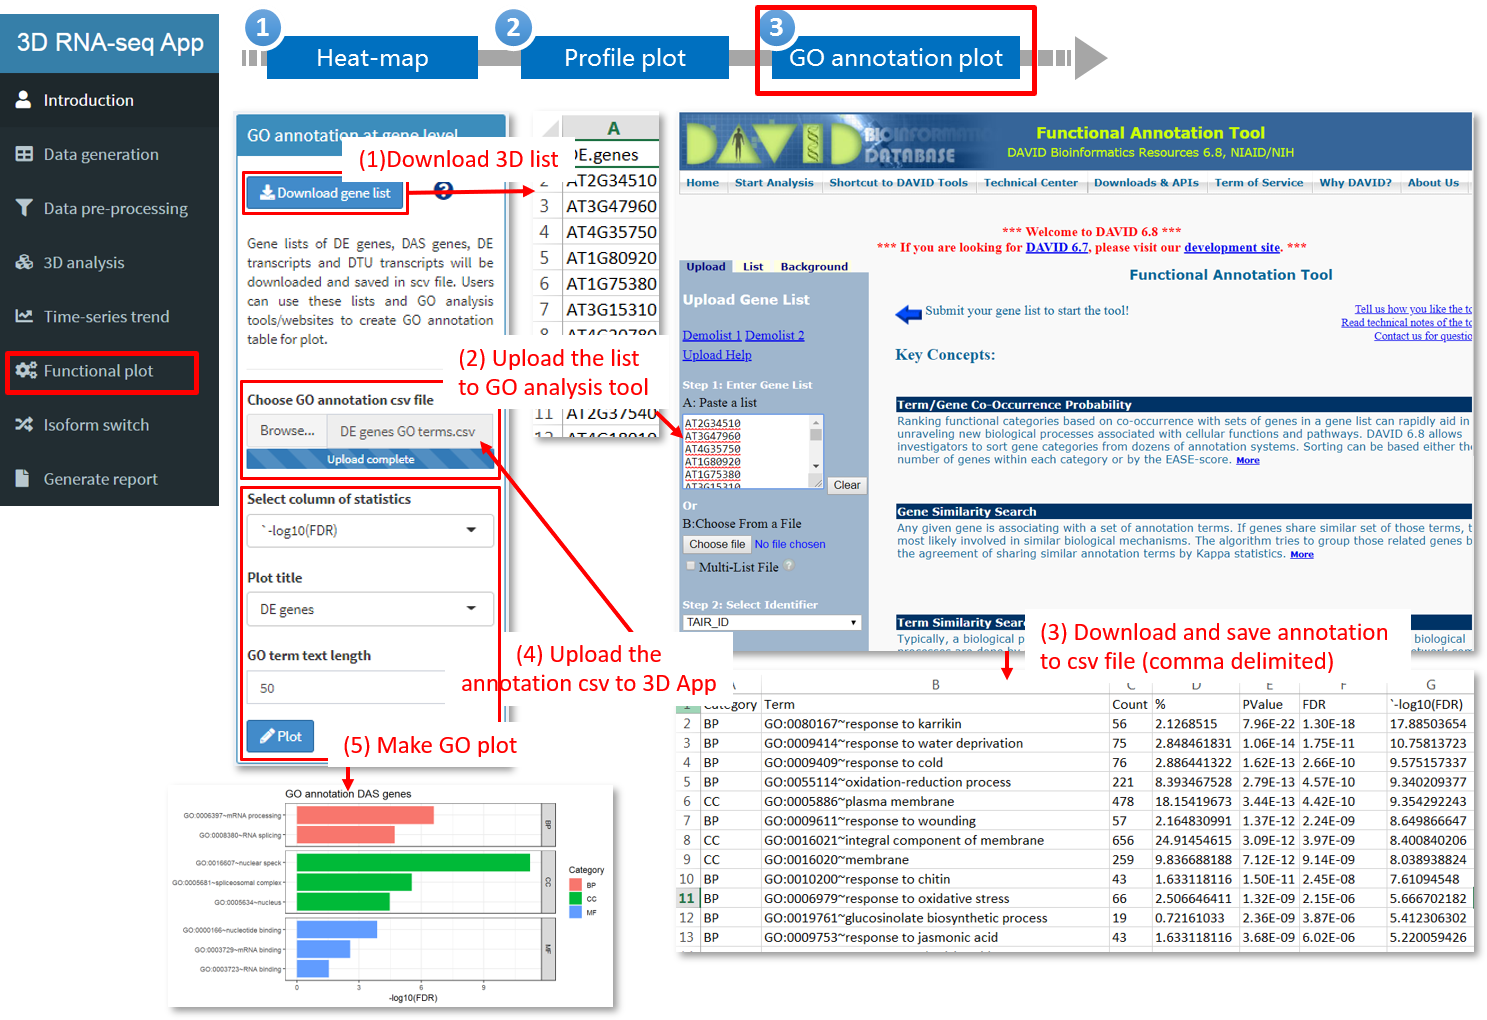 3D RNA-seq App
Introduction
Data generation
Data pre-processing
3D analysis
Time-series trend
Functional plot
Isoform switch
Generate report
1
Heat-map
2
Profile plot
3
GO annotation plot
GO annotation at gene level
(1)Download 3D list
Download gene list
?
Gene lists of DE genes, DAS genes, DE
transcripts and DTU transcripts will be
downloaded and saved in scv file. Users
can use these lists and GO analysis
tools/websites to create GO annotation
table for plot.
Choose GO annotation csv file
Browse...
DE genes GO terms.csv
Upload complete
Select column of statistics
`-log10(FDR)
Plot title
DE genes
GO term text length
50
Plot
A
DE.genes
2 AT2G34510
3 AT3G47960
4 AT4G35750
5 AT1G80920
6 AT1G75380
7 AT3G15310
8 AT4G20780
(2) Upload the list
to GO analysis tool
11 AT2G37540
12 AT4G18010
DAVID BIOINFORMATICS
DATABASE
Functional Annotation Tool
DAVID Bioinformatics Resources 6.8, NIAID/NIH
Home Start Analysis Shortcut to DAVID Tools Technical Center Downloads & APIs Term of Service Why DAVID? About Us
*** Welcome to DAVID 6.8 ***
*** If you are looking for DAVID 6.7, please visit our development site. ***
Upload List Background
Functional Annotation Tool
Upload Gene List
Demolist 1 Demolist 2
Upload Help
Step 1: Enter Gene List
A: Paste a list
AT2G34510
AT3G47960
AT4G35750
AT1G80920
AT1G75380
AT3G15310
Clear
Or
B:Choose From a File
Choose file No file chosen
Multi-List File ?
Step 2: Select Identifier
TAIR_ID
Submit your gene list to start the tool!
Tell us how you like the to
Read technical notes of the to
Contact us for questio
Key Concepts:
Term/Gene Co-Occurrence Probability
Ranking functional categories based on co-occurrence with sets of genes in a gene list can rapidly aid in
unraveling new biological processes associated with cellular functions and pathways. DAVID 6.8 allows
investigators to sort gene categories from dozens of annotation systems. Sorting can be based either the
number of genes within each category or by the EASE-score. More
Gene Similarity Search
Any given gene is associating with a set of annotation terms. If genes share similar set of those terms, t
most likely involved in similar biological mechanisms. The algorithm tries to group those related genes b
the agreement of sharing similar annotation terms by Kappa statistics. More
Term Similarity Sear
Typically, a biological p
biological
(3) Download and save annotation
to csv file (comma delimited)
(4) Upload the
annotation csv to 3D App
(5) Make GO plot
A B C D E F G
1 Category Term Count % PValue FDR `-log10(FDR)
2 BP GO:0080167~response to karrikin 56 2.1268515 7.96E-22 1.30E-18 17.88503654
3 BP GO:0009414~response to water deprivation 75 2.848461831 1.06E-14 1.75E-11 10.75813723
4 BP GO:0009409~response to cold 76 2.886441322 1.62E-13 2.66E-10 9.575157337
5 BP GO:0055114~oxidation-reduction process 221 8.393467528 2.79E-13 4.57E-10 9.340209377
6 CC GO:0005886~plasma membrane 478 18.15419673 3.44E-13 4.42E-10 9.354292243
7 BP GO:0009611~response to wounding 57 2.164830991 1.37E-12 2.24E-09 8.649866647
8 CC GO:0016021~integral component of membrane 656 24.91454615 3.09E-12 3.97E-09 8.400840206
9 CC GO:0016020~membrane 259 9.836688188 7.12E-12 9.14E-09 8.038938824
10 BP GO:0010200~response to chitin 43 1.633118116 1.50E-11 2.45E-08 7.61094548
11 BP GO:0006979~response to oxidative stress 66 2.506646411 1.32E-09 2.15E-06 5.666702182
12 BP GO:0019761~glucosinolate biosynthetic process 19 0.72161033 2.36E-09 3.87E-06 5.412306302
13 BP GO:0009753~response to jasmonic acid 43 1.633118116 3.68E-09 6.02E-06 5.220059426
GO annotation DAS genes
GO:0006397~mRNA processing
GO:0008380~RNA splicing
BP
GO:0016607~nuclear speck
GO:0005681~spliceosomal complex
GO:0005634~nucleus
CC
GO:0000166~nucleotide binding
GO:0003729~mRNA binding
GO:0003723~RNA binding
MF
0 3 6 9
-log10(FDR)
Category
BP
CC
MF